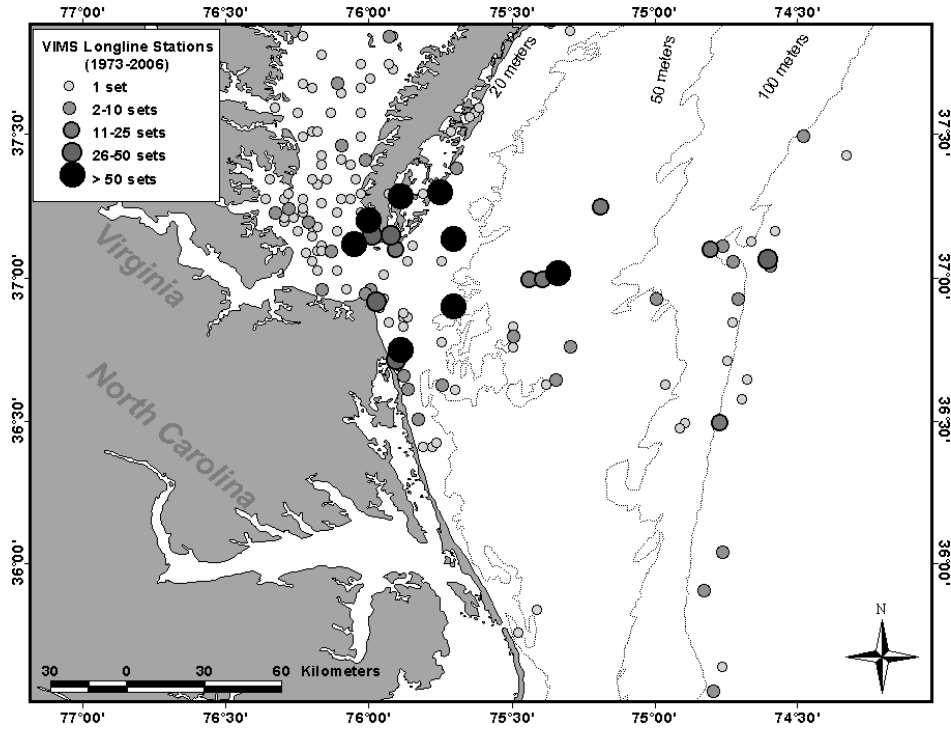 77°00' 76°30' 76°00' 75°30' 75°00' 74°30'
VIMS Longline Stations
(1973-2006)
1 set
2-10 sets
11-25 sets
26-50 sets
> 50 sets
20 meters
50 meters
100 meters
37°30' 37°30'
37°00' 37°00'
36°30' 36°30'
36°00' 36°00'
Virginia
North Carolina
N
30 0 30 60 Kilometers
77°00' 76°30' 76°00' 75°30' 75°00' 74°30'